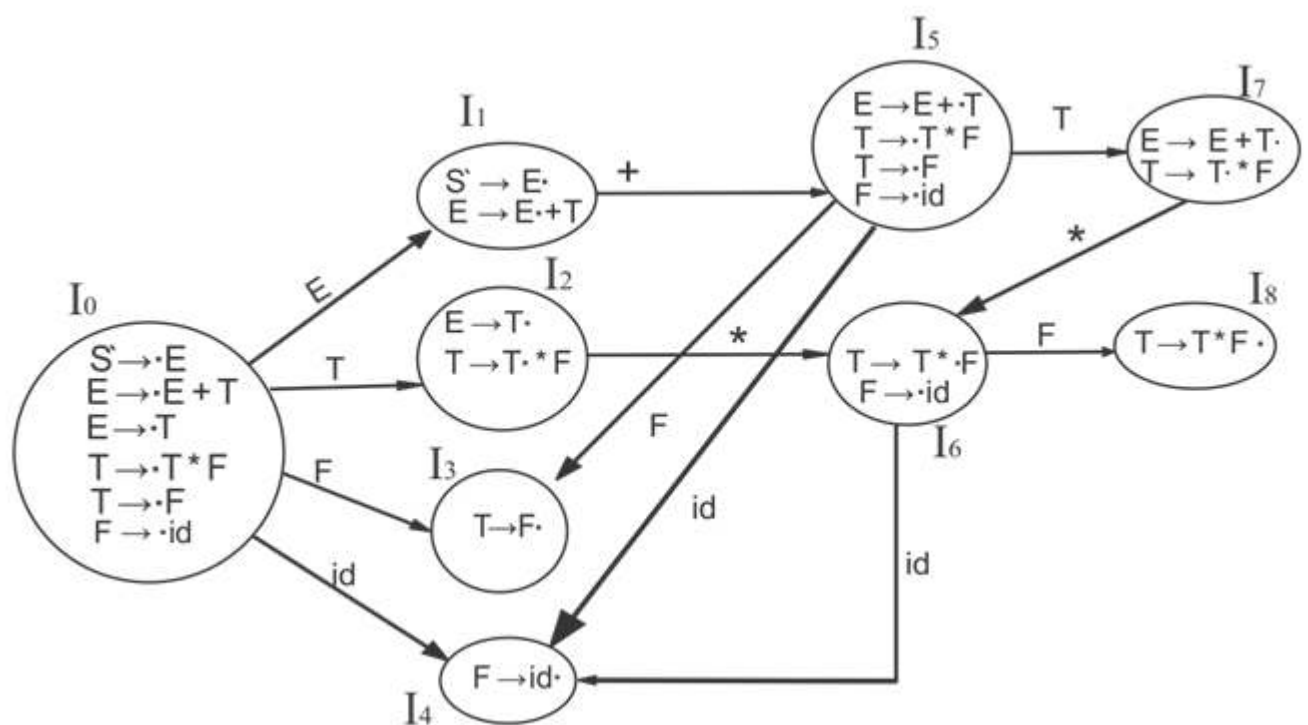 I0
S` → ·E
E → ·E + T
E → ·T
T → ·T * F
T → ·F
F → ·id
E
T
F
id
I1
S` → E·
E → E· + T
+
I2
E → T·
T → T· * F
*
I3
T → F·
I4
F → id·
I5
E → E + ·T
T → ·T * F
T → ·F
F → ·id
T
F
id
I7
E → E + T·
T → T· * F
*
T → T * ·F
F → ·id
I6
F
id
I8
T → T * F ·